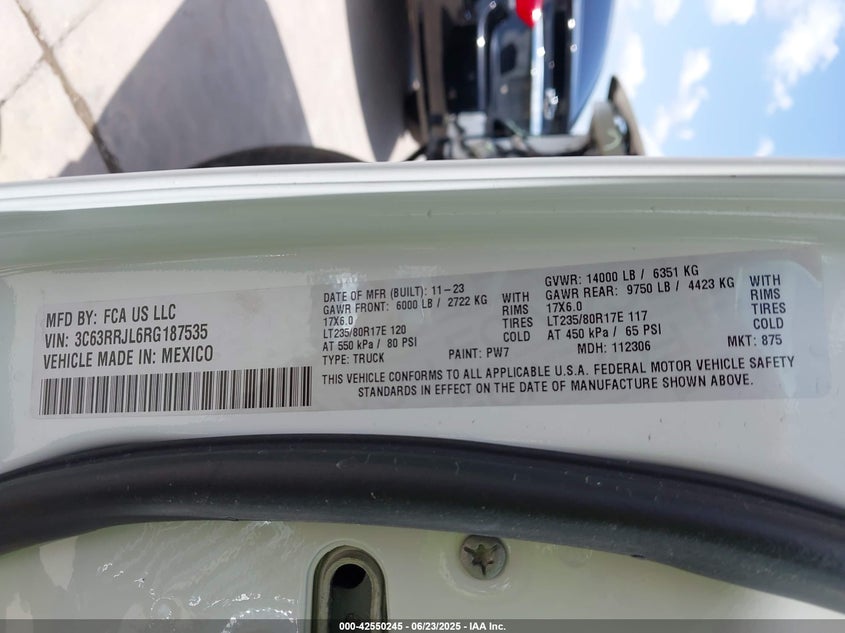 MFD BY: FCA US LLC
VIN: 3C63RRJL6RG187535
VEHICLE MADE IN: MEXICO
DATE OF MFR (BUILT): 11-23
GAWR FRONT: 6000 LB / 2722 KG WITH
17X6.0 RIMS
LT235/80R17E 120 TIRES
AT 550 kPa / 80 PSI COLD
TYPE: TRUCK PAINT: PW7
GVWR: 14000 LB / 6351 KG
GAWR REAR: 9750 LB / 4423 KG WITH
17X6.0 RIMS
LT235/80R17E 117 TIRES
AT 450 kPa / 65 PSI COLD
MDH: 112306 MKT: 875
THIS VEHICLE CONFORMS TO ALL APPLICABLE U.S.A. FEDERAL MOTOR VEHICLE SAFETY
STANDARDS IN EFFECT ON THE DATE OF MANUFACTURE SHOWN ABOVE.
000-42550245 - 06/23/2025 - IAA Inc.